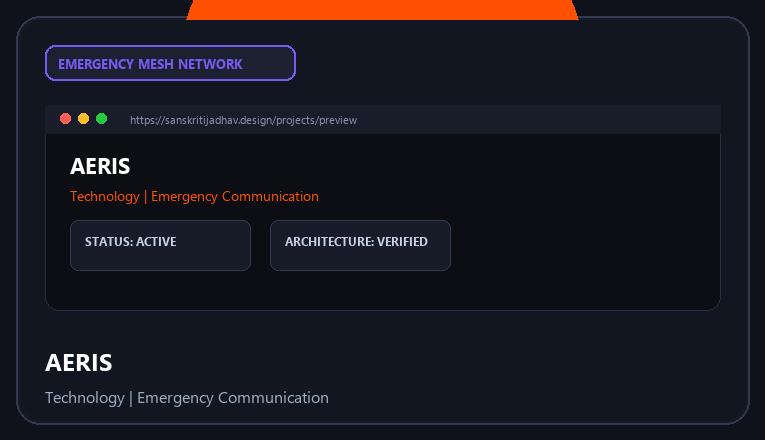 EMERGENCY MESH NETWORK
https://sanskritijadhav.design/projects/preview
AERIS
Technology | Emergency Communication
STATUS: ACTIVE
ARCHITECTURE: VERIFIED
AERIS
Technology | Emergency Communication